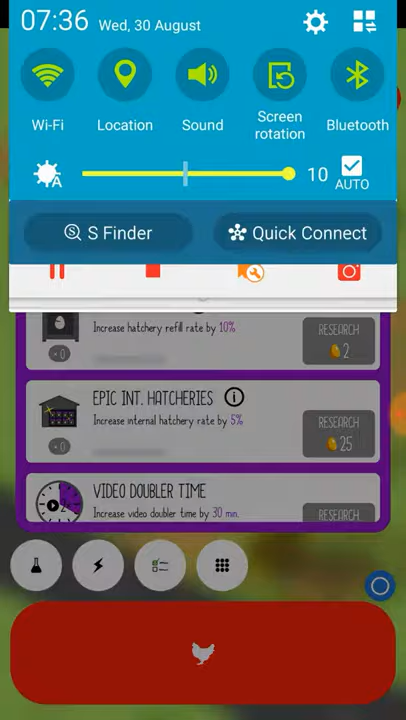 07:36 Wed, 30 August
Wi-Fi
Location
Sound
Screen
rotation
Bluetooth
10
AUTO
S Finder
Quick Connect
Increase hatchery refill rate by 10%
RESEARCH
2
< 0
EPIC INT. HATCHERIES
Increase internal hatchery rate by 5%
RESEARCH
25
< 0
VIDEO DOUBLER TIME
Increase video doubler time by 30 min.
RESEARCH